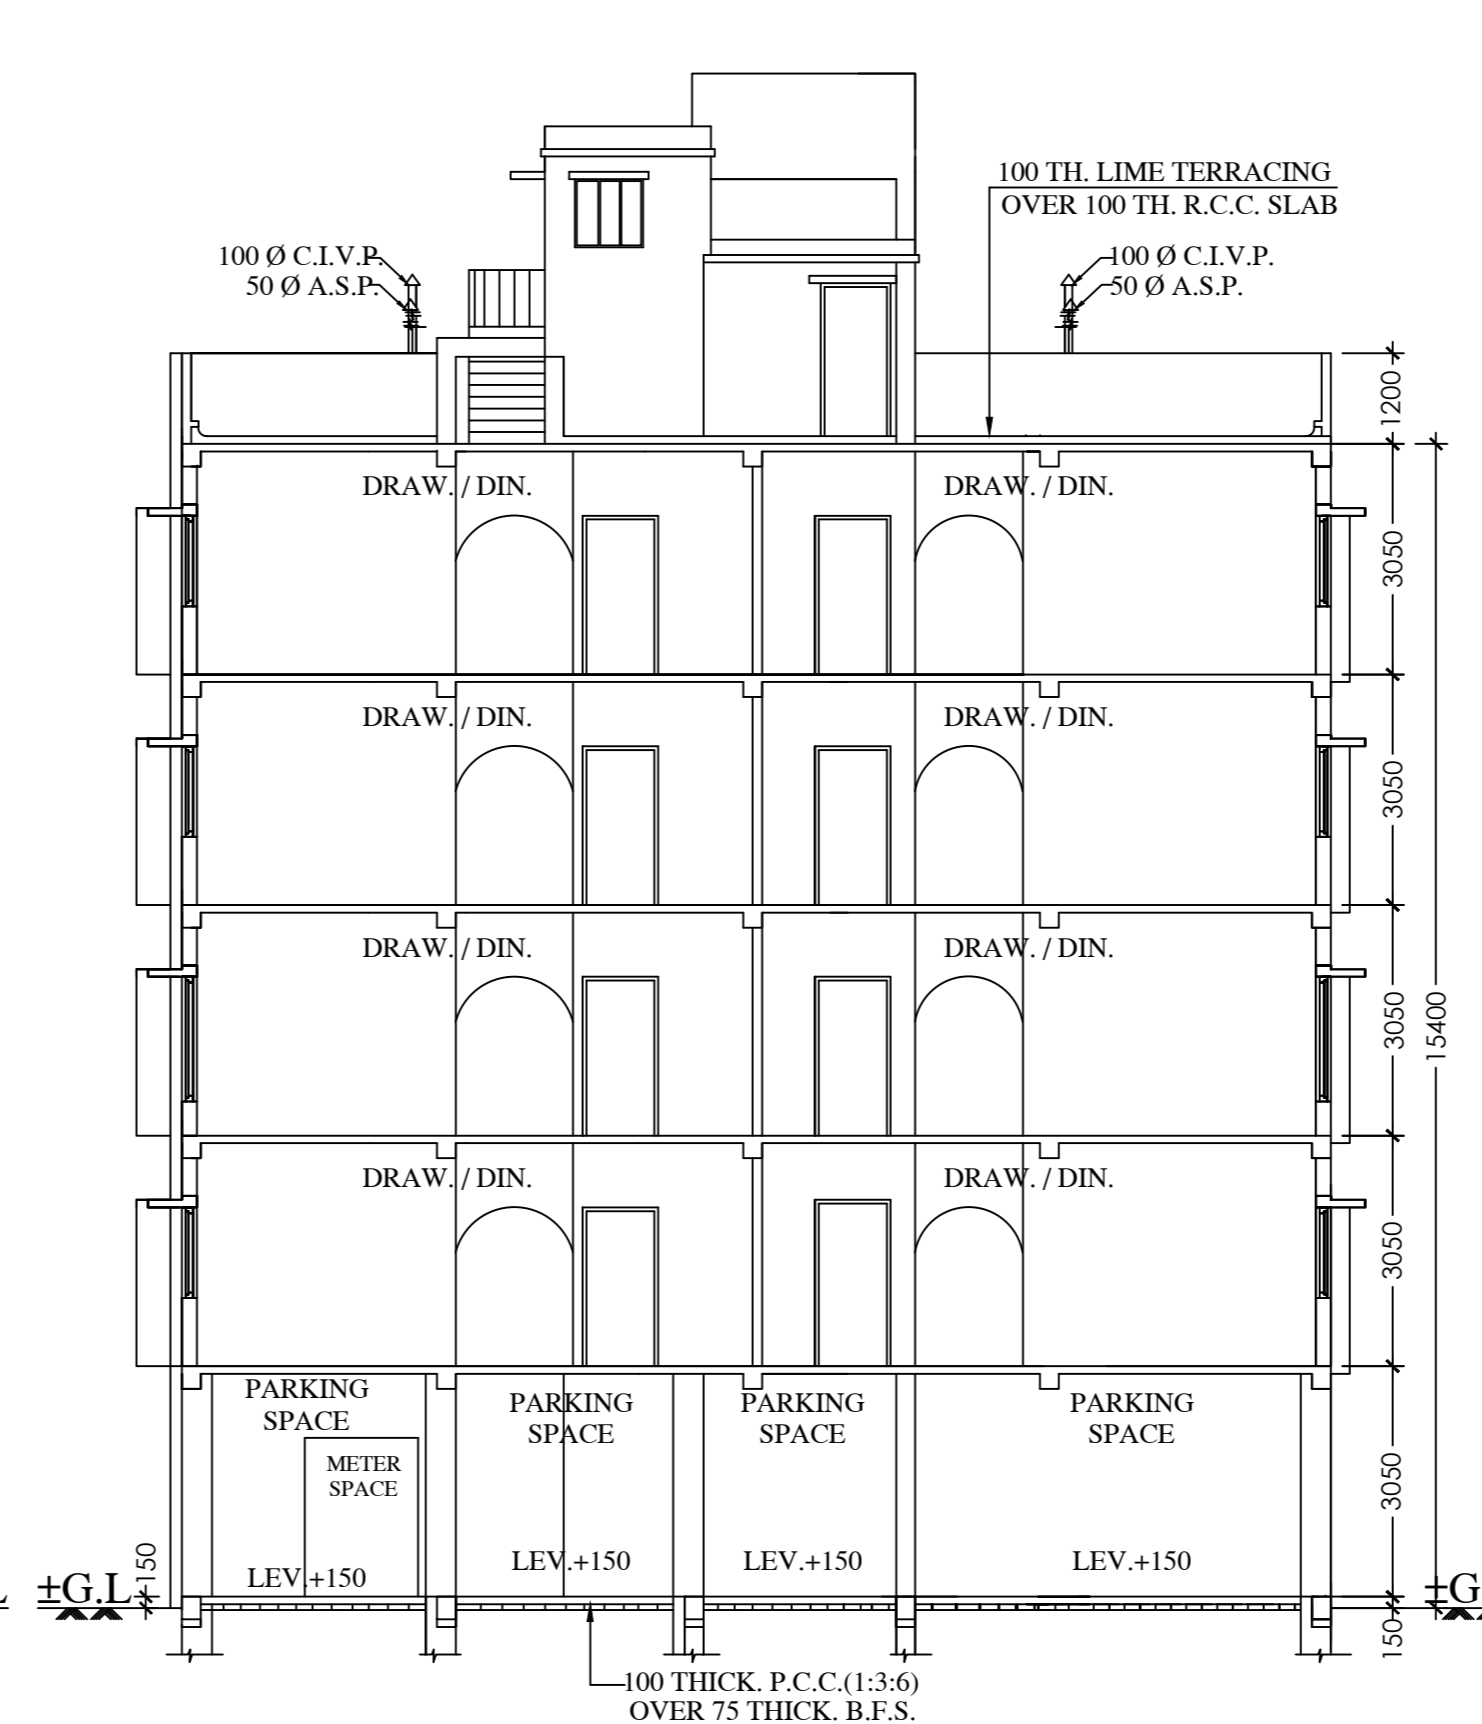 100 TH. LIME TERRACING
OVER 100 TH. R.C.C. SLAB
100 Ø C.I.V.P.
50 Ø A.S.P.
100 Ø C.I.V.P.
50 Ø A.S.P.
1200
DRAW. / DIN.
DRAW. / DIN.
3050
DRAW. / DIN.
DRAW. / DIN.
3050
DRAW. / DIN.
DRAW. / DIN.
3050
15400
DRAW. / DIN.
DRAW. / DIN.
3050
PARKING
SPACE
PARKING
SPACE
PARKING
SPACE
PARKING
SPACE
METER
SPACE
3050
LEV.+150
LEV.+150
LEV.+150
LEV.+150
150
±G.L
±G
150
100 THICK. P.C.C.(1:3:6)
OVER 75 THICK. B.F.S.